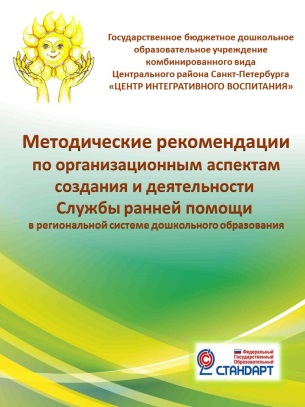 Государственное бюджетное дошкольное
образовательное учреждение
комбинированного вида
Центрального района Санкт-Петербурга
«ЦЕНТР ИНТЕГРАТИВНОГО ВОСПИТАНИЯ»
Методические рекомендации
по организационным аспектам
создания и деятельности
Службы ранней помощи
в региональной системе дошкольного образования
Федеральный
Государственный
Образовательный
СТАНДАРТ